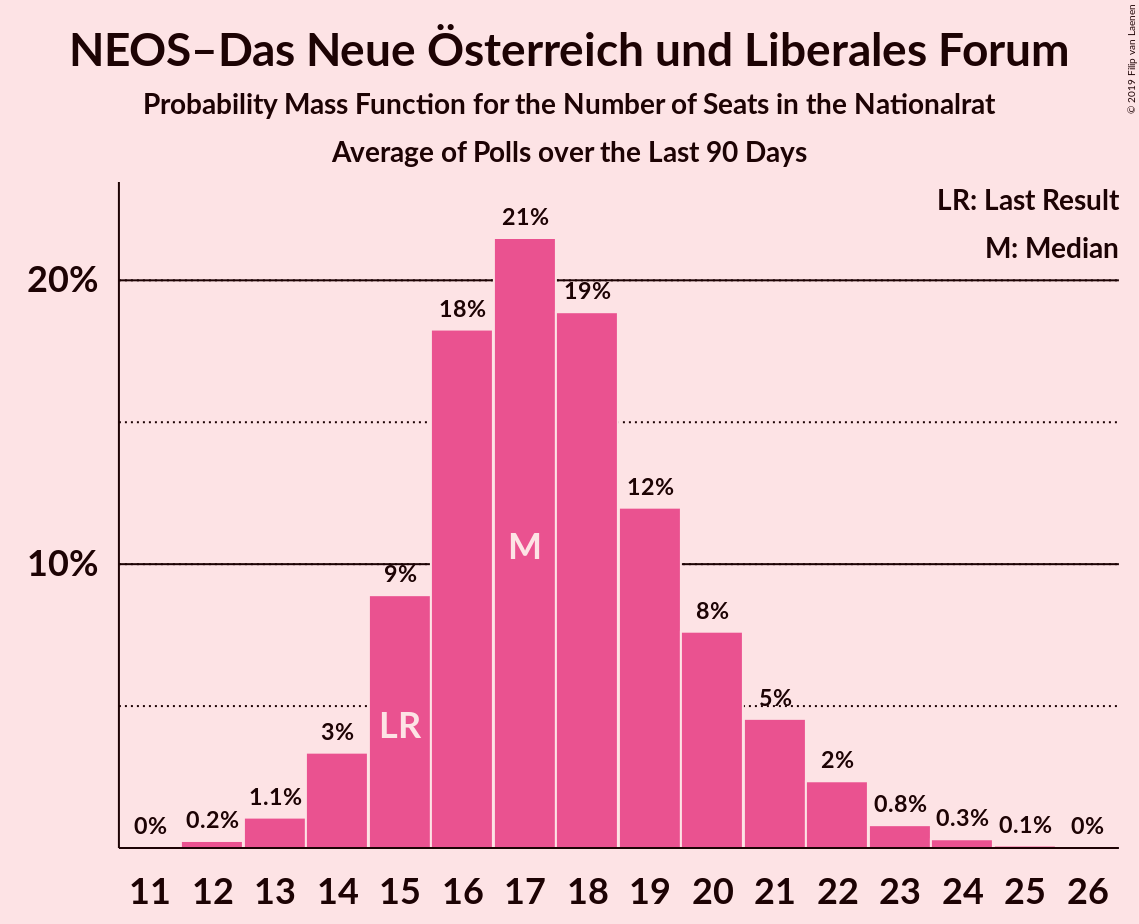 NEOS–Das Neue Österreich und Liberales Forum
Probability Mass Function for the Number of Seats in the Nationalrat
Average of Polls over the Last 90 Days
© 2019 Filip van Laenen
LR: Last Result
M: Median
20%
10%
0%
0.2%
1.1%
3%
9%
18%
21%
19%
12%
8%
5%
2%
0.8%
0.3%
0.1%
0%
LR
M
11 12 13 14 15 16 17 18 19 20 21 22 23 24 25 26